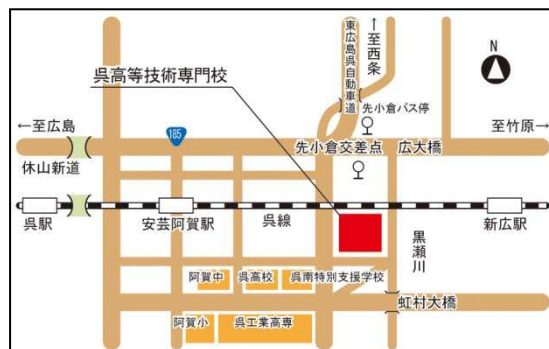 ↑至西条
東広島呉自動車道
N
呉高等技術専門校
先小倉バス停
←至広島
185
至竹原→
休山新道
先小倉交差点
広大橋
呉駅
安芸阿賀駅
呉線
新広駅
黒瀬川
阿賀中
呉高校
呉南特別支援学校
虹村大橋
阿賀小
呉工業高専